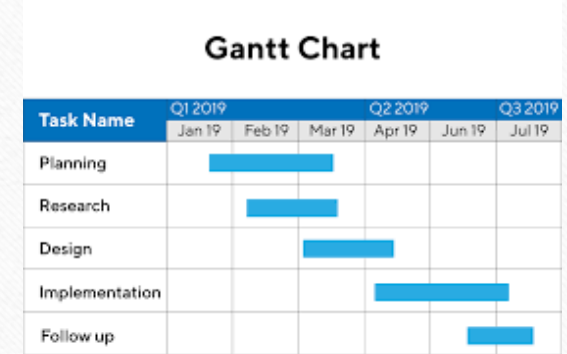 Gantt Chart
Task Name
Q1 2019 Q2 2019 Q3 2019
Jan 19 Feb 19 Mar 19 Apr 19 Jun 19 Jul 19
Planning
Research
Design
Implementation
Follow up